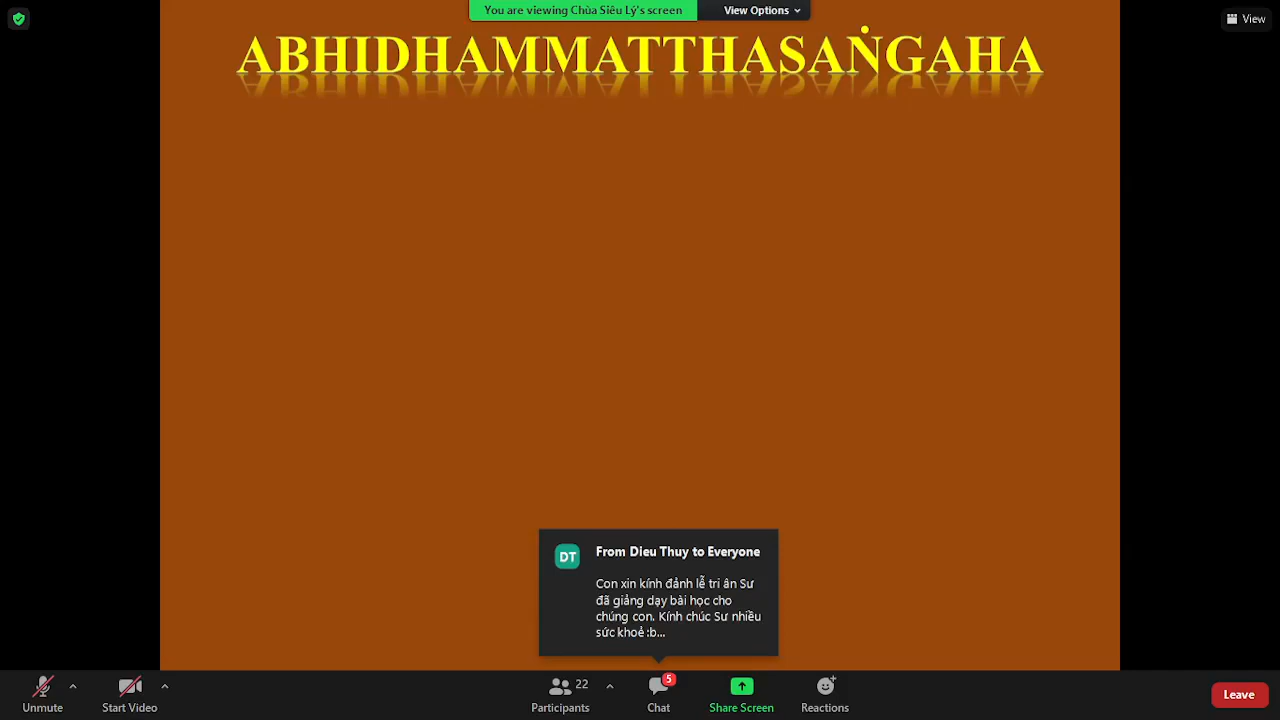 You are viewing Chùa Siêu Lý's screen
View Options
View
ABHIDHAMMATTHASAṄGAHA
DT
From Dieu Thuy to Everyone
Con xin kính đảnh lễ tri ân Sư
đã giảng dạy bài học cho
chúng con. Kính chúc Sư nhiều
sức khoẻ :b...
Unmute
Start Video
22
Participants
5
Chat
Share Screen
Reactions
Leave